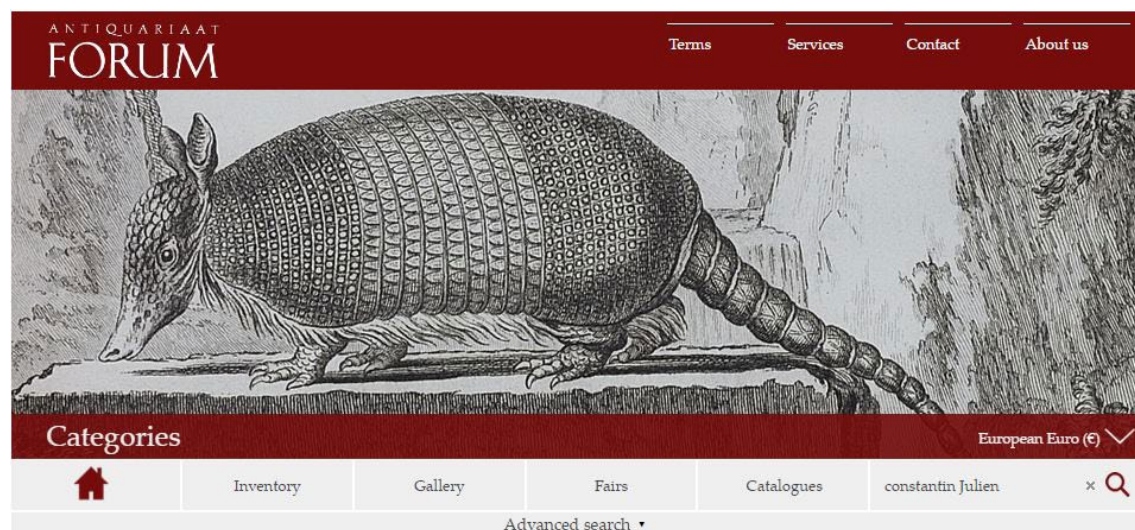 ANTIQUARIAAT
FORUM
Terms Services Contact About us
Categories
European Euro (€)
Inventory Gallery Fairs Catalogues constantin Julien ×
Advanced search ▾